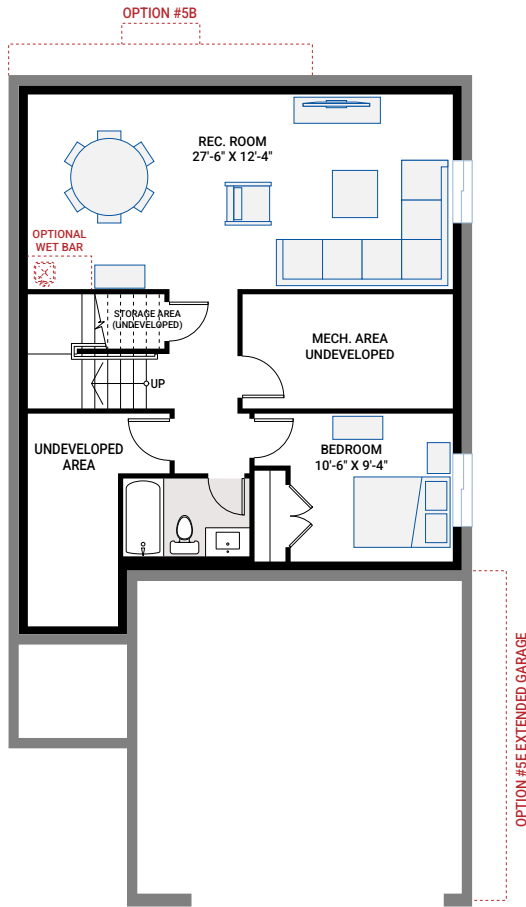 OPTION #5B
REC. ROOM
27'-6" X 12'-4"
OPTIONAL
WET BAR
STORAGE AREA
(UNDEVELOPED)
MECH. AREA
UNDEVELOPED
UP
UNDEVELOPED
AREA
BEDROOM
10'-6" X 9'-4"
OPTION #5E EXTENDED GARAGE